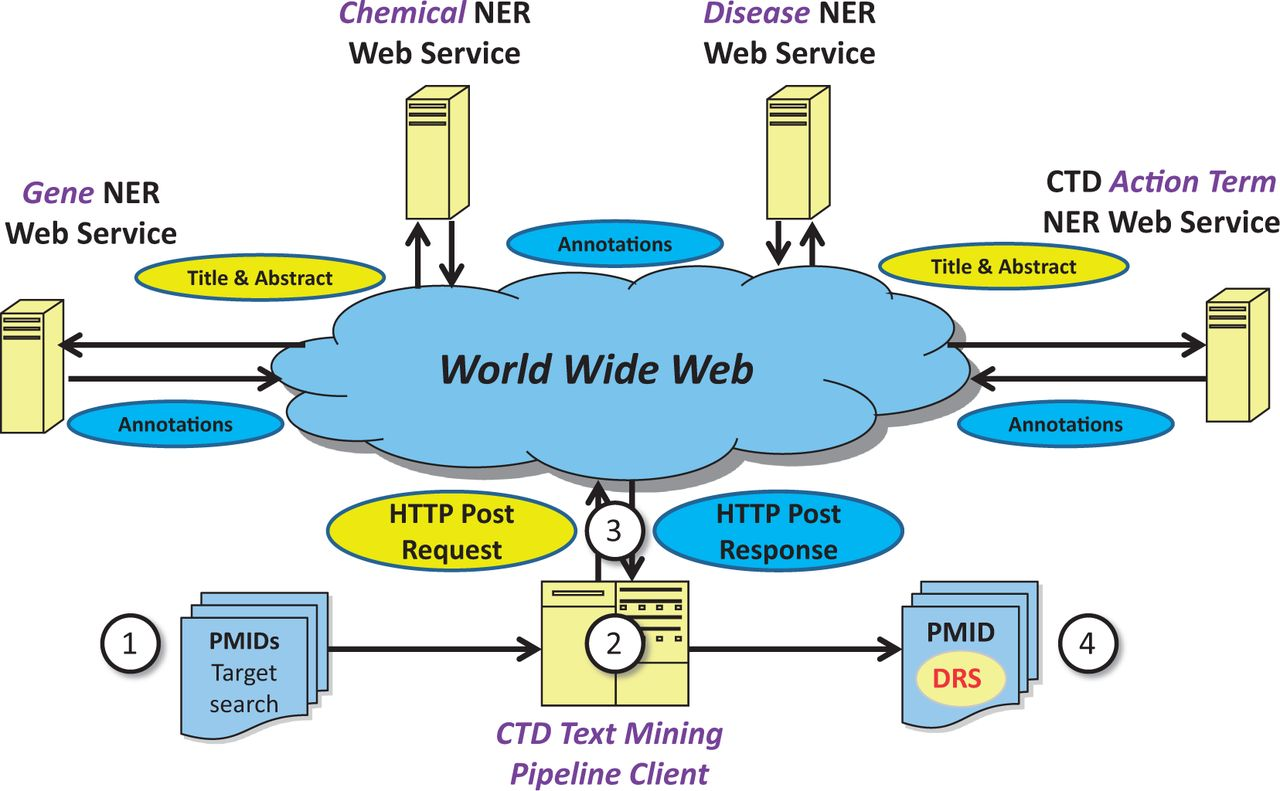 Chemical NER
Web Service
Disease NER
Web Service
Gene NER
Web Service
CTD Action Term
NER Web Service
Annotations
Title & Abstract
Title & Abstract
World Wide Web
Annotations
Annotations
HTTP Post
Request
3
HTTP Post
Response
1
PMIDs
Target
search
2
PMID
DRS
4
CTD Text Mining
Pipeline Client